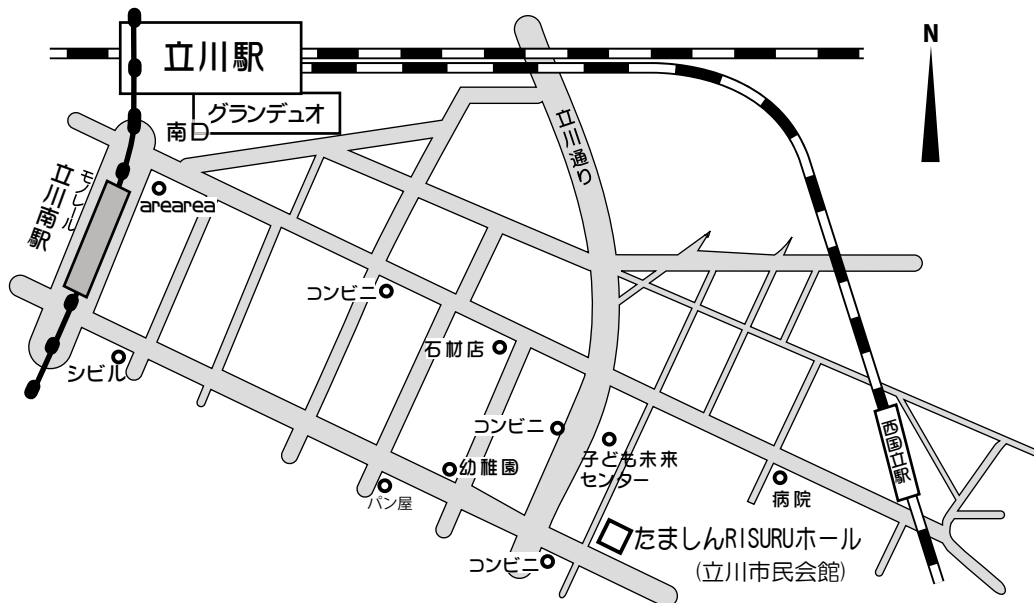 立川駅
N
グランデュオ
南口
立川通り
モノレール
立川南駅
arearea
コンビニ
石材店
シビル
コンビニ
子ども未来
センター
西国立駅
幼稚園
パン屋
病院
たましんRISURUホール
(立川市民会館)
コンビニ